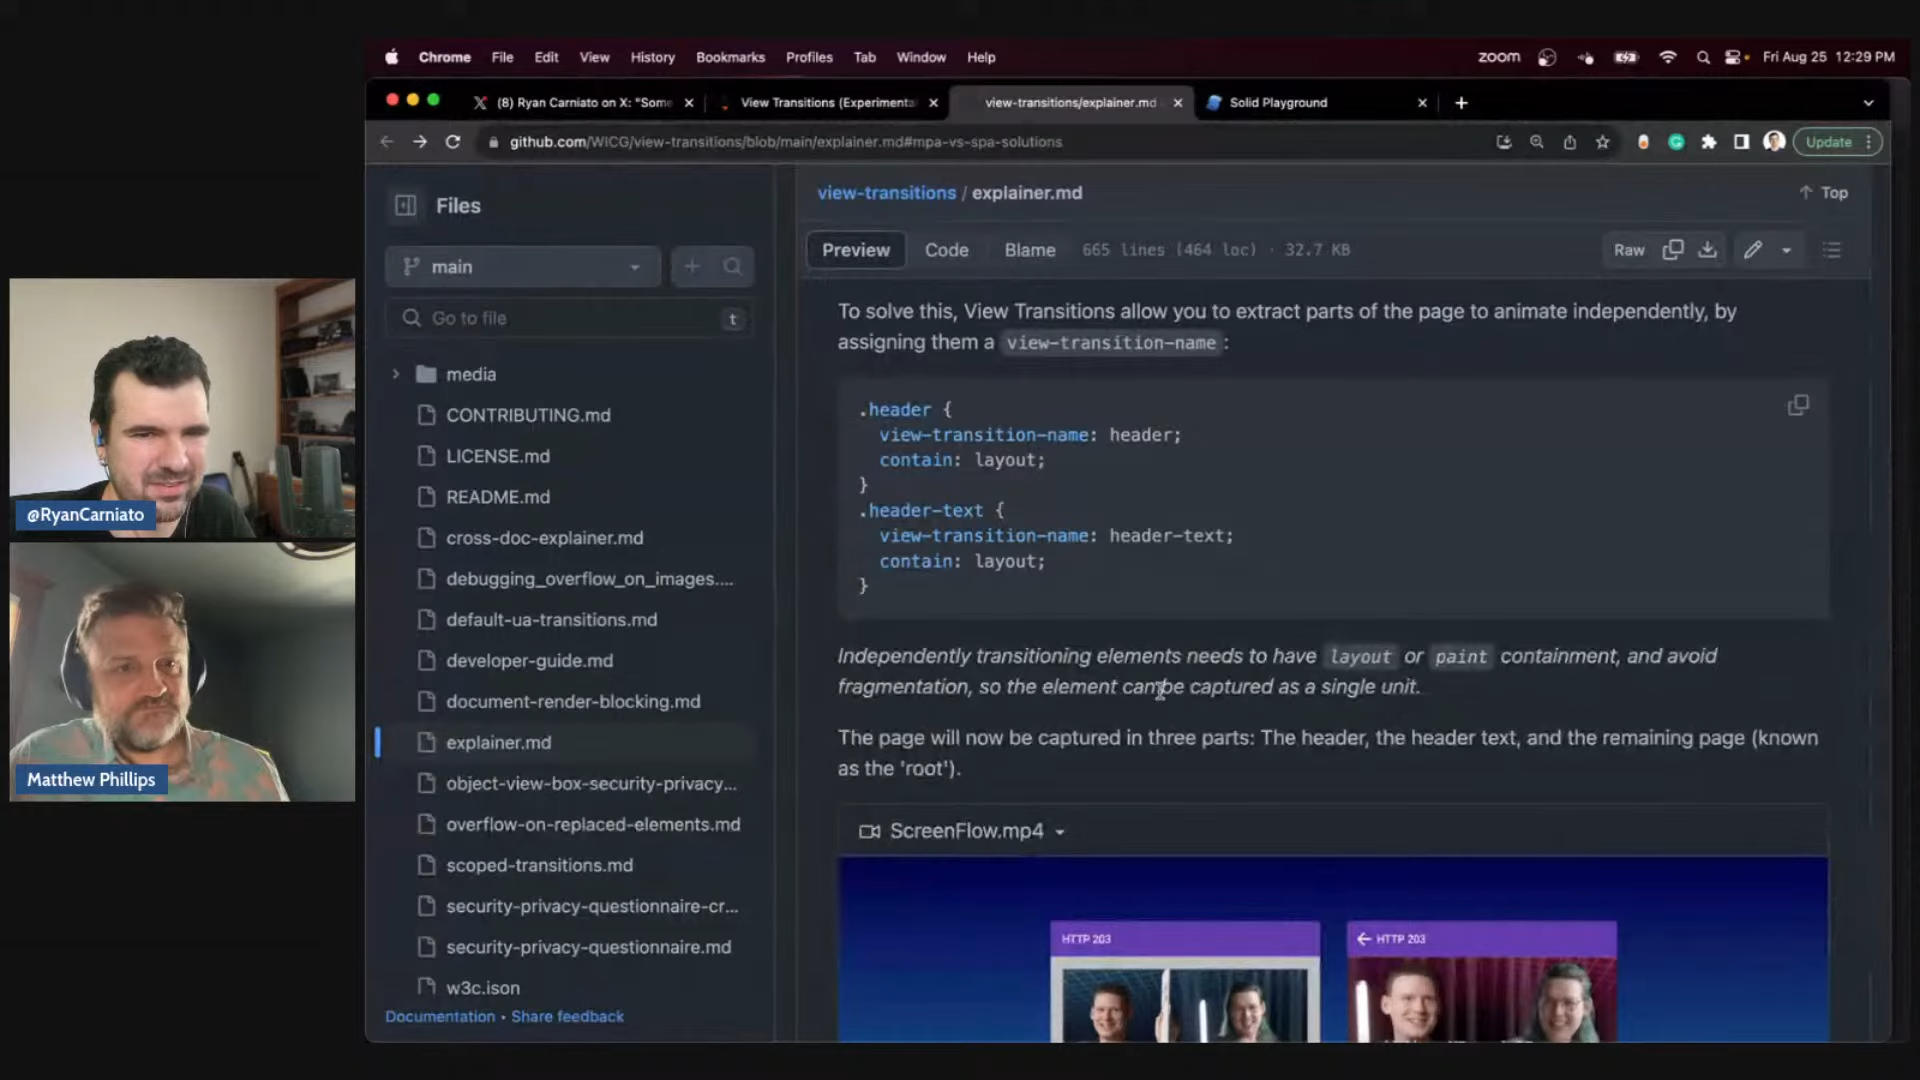 Chrome File Edit View History Bookmarks Profiles Tab Window Help
zoom Fri Aug 25 12:29 PM
(8) Ryan Carniato on X: "Some
View Transitions (Experimenta
view-transitions/explainer.md
Solid Playground
github.com/WICG/view-transitions/blob/main/explainer.md#mpa-vs-spa-solutions
Update
Files
main
Go to file
t
media
CONTRIBUTING.md
LICENSE.md
README.md
cross-doc-explainer.md
debugging_overflow_on_images....
default-ua-transitions.md
developer-guide.md
document-render-blocking.md
explainer.md
object-view-box-security-privacy...
overflow-on-replaced-elements.md
scoped-transitions.md
security-privacy-questionnaire-cr...
security-privacy-questionnaire.md
w3c.json
Documentation • Share feedback
view-transitions / explainer.md
Top
Preview Code Blame 665 lines (464 loc) · 32.7 KB
Raw
To solve this, View Transitions allow you to extract parts of the page to animate independently, by
assigning them a view-transition-name :
.header {
view-transition-name: header;
contain: layout;
}
.header-text {
view-transition-name: header-text;
contain: layout;
}
Independently transitioning elements needs to have layout or paint containment, and avoid
fragmentation, so the element can be captured as a single unit.
The page will now be captured in three parts: The header, the header text, and the remaining page (known
as the 'root').
ScreenFlow.mp4
HTTP 203
HTTP 203
@RyanCarniato
Matthew Phillips